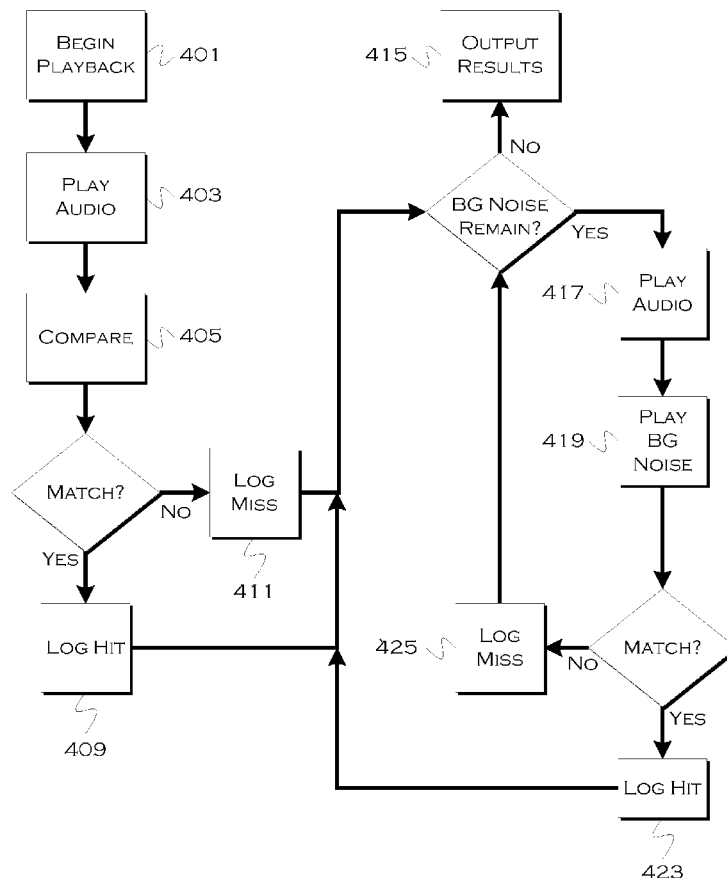 BEGIN
PLAYBACK
401
PLAY
AUDIO
403
COMPARE
405
MATCH?
NO
YES
LOG
MISS
411
LOG HIT
409
OUTPUT
RESULTS
415
NO
BG NOISE
REMAIN?
YES
PLAY
AUDIO
417
PLAY
BG
NOISE
419
MATCH?
NO
YES
LOG
MISS
425
LOG HIT
423